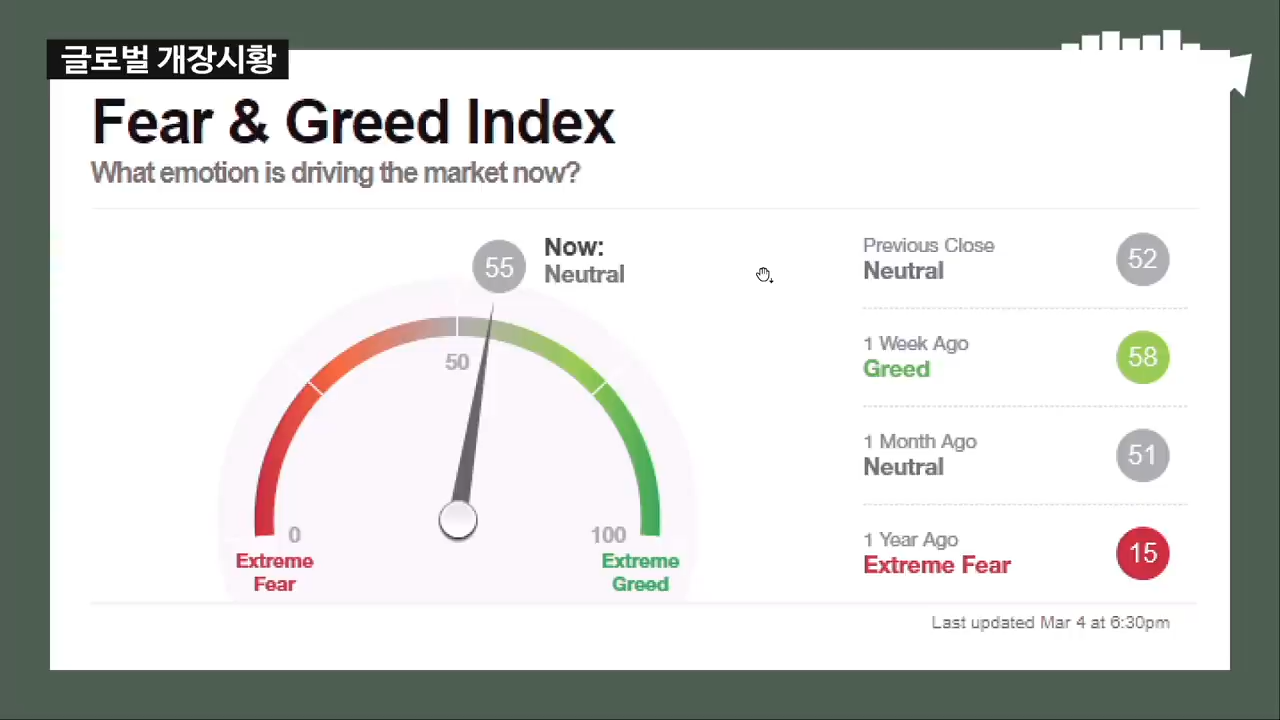 글로벌 개장시황
Fear & Greed Index
What emotion is driving the market now?
55
Now:
Neutral
50
0
100
Extreme
Fear
Extreme
Greed
Previous Close
Neutral
52
1 Week Ago
Greed
58
1 Month Ago
Neutral
51
1 Year Ago
Extreme Fear
15
Last updated Mar 4 at 6:30pm